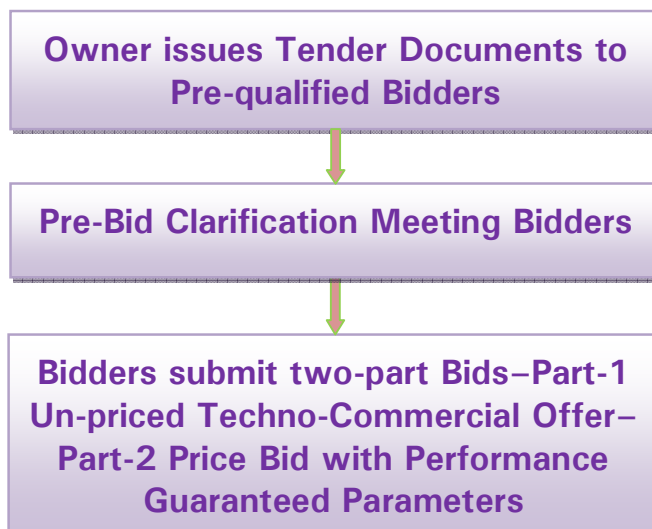 Owner issues Tender Documents to
Pre-qualified Bidders
Pre-Bid Clarification Meeting Bidders
Bidders submit two-part Bids–Part-1
Un-priced Techno-Commercial Offer–
Part-2 Price Bid with Performance
Guaranteed Parameters